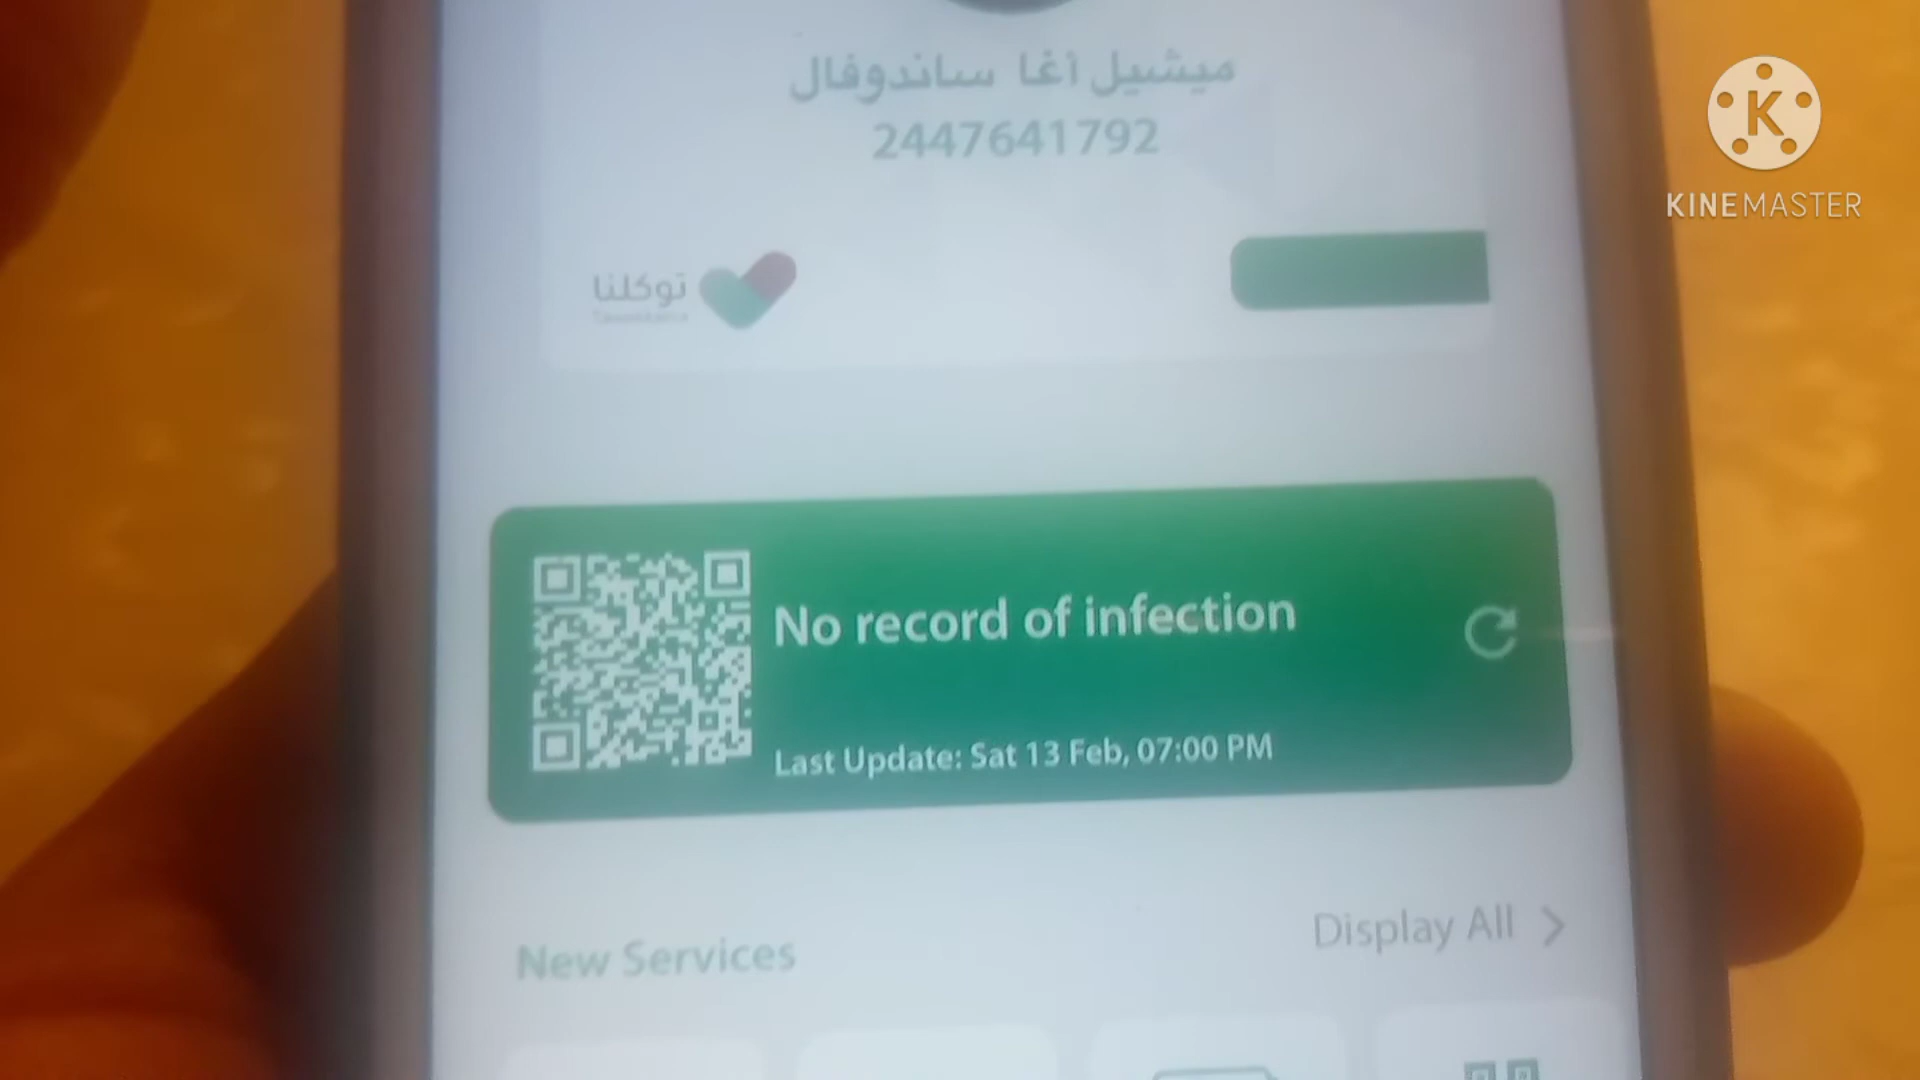 ميشيل أغا ساندوفال
2447641792
توكلنا
No record of infection
Last Update: Sat 13 Feb, 07:00 PM
New Services
Display All
K
KINEMASTER